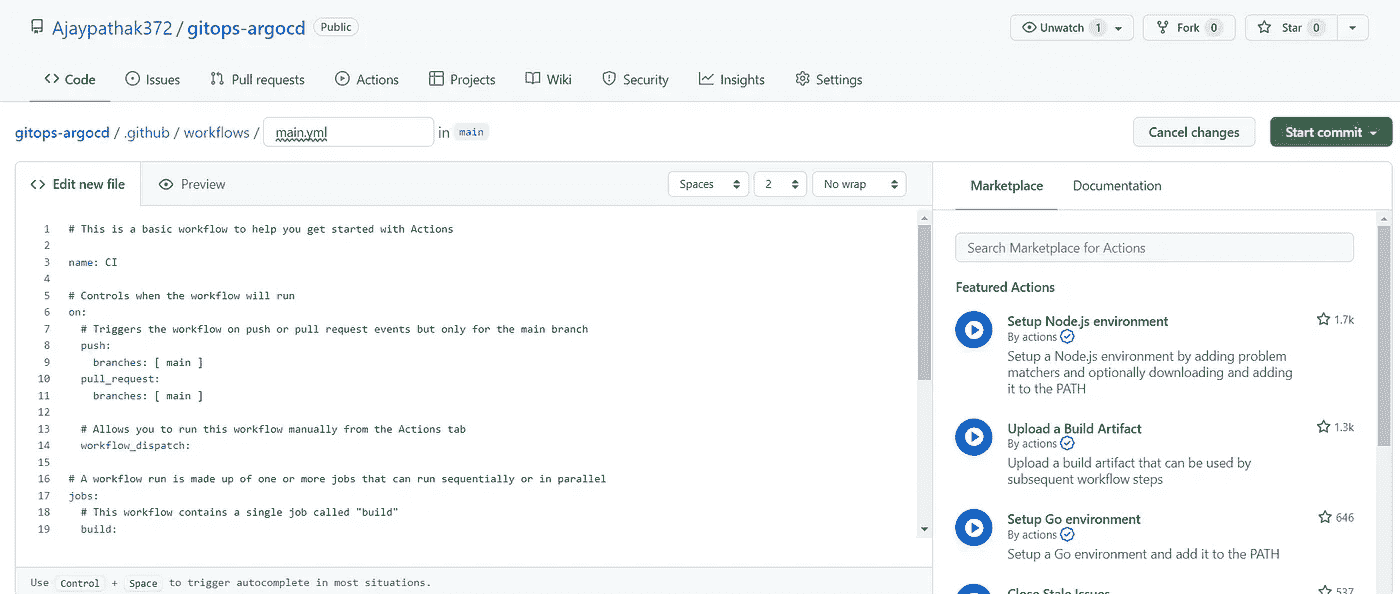 Ajaypathak372 / gitops-argocd Public
Unwatch 1
Fork 0
Star 0
Code
Issues
Pull requests
Actions
Projects
Wiki
Security
Insights
Settings
gitops-argocd / .github / workflows / main.yml in main
Cancel changes
Start commit
Edit new file
Preview
Spaces
2
No wrap
1 # This is a basic workflow to help you get started with Actions
2
3 name: CI
4
5 # Controls when the workflow will run
6 on:
7   # Triggers the workflow on push or pull request events but only for the main branch
8   push:
9     branches: [ main ]
10   pull_request:
11     branches: [ main ]
12
13   # Allows you to run this workflow manually from the Actions tab
14   workflow_dispatch:
15
16 # A workflow run is made up of one or more jobs that can run sequentially or in parallel
17 jobs:
18   # This workflow contains a single job called "build"
19   build:
Use Control + Space to trigger autocomplete in most situations.
Marketplace
Documentation
Search Marketplace for Actions
Featured Actions
Setup Node.js environment
1.7k
By actions
Setup a Node.js environment by adding problem
matchers and optionally downloading and adding
it to the PATH
Upload a Build Artifact
1.3k
By actions
Upload a build artifact that can be used by
subsequent workflow steps
Setup Go environment
646
By actions
Setup a Go environment and add it to the PATH
Close Stale Issues
537